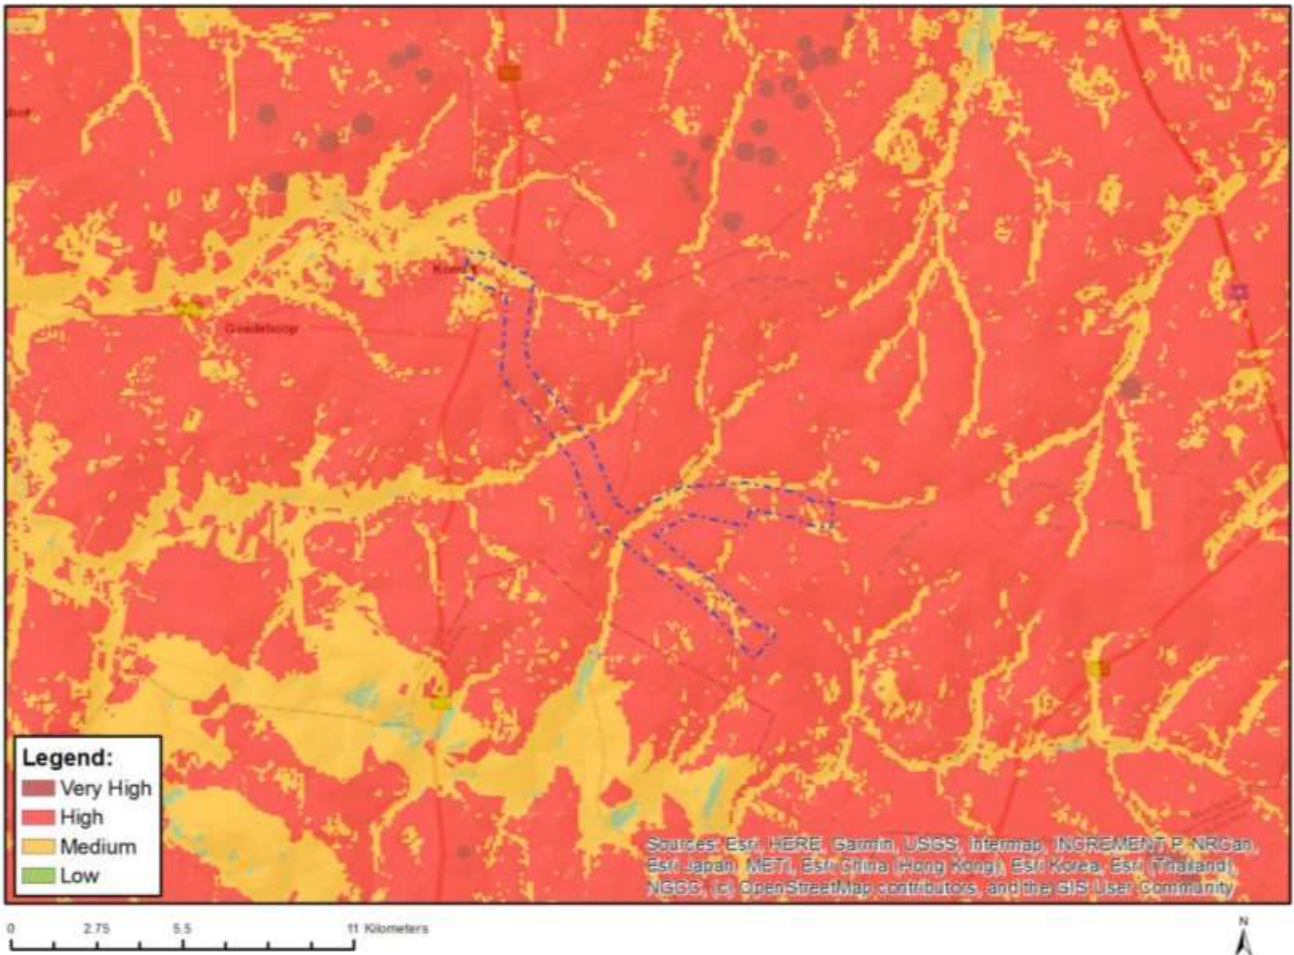 Goedehoop
Legend:
Very High
High
Medium
Low
Sources: Esri, HERE, Garmin, USGS, Intermap, INCREMENT P, NRCan,
Esri Japan, METI, Esri China (Hong Kong), Esri Korea, Esri (Thailand),
NGCC, (c) OpenStreetMap contributors, and the GIS User Community
0 2.75 5.5 11 Kilometers
N